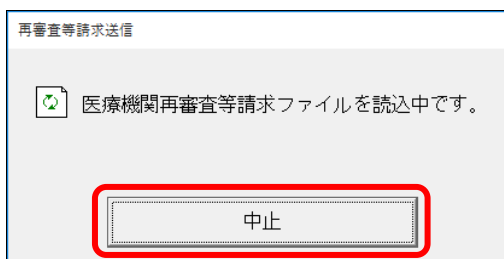 再審査等請求送信
医療機関再審査等請求ファイルを読込中です。
中止